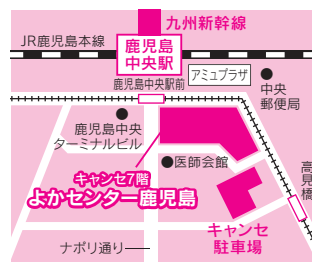 九州新幹線
JR鹿児島本線
鹿児島
中央駅
アミュプラザ
鹿児島中央駅前
中央
郵便局
鹿児島中央
ターミナルビル
医師会館
高見橋
キャンセ7階
よかセンター鹿児島
キャンセ
駐車場
ナポリ通り